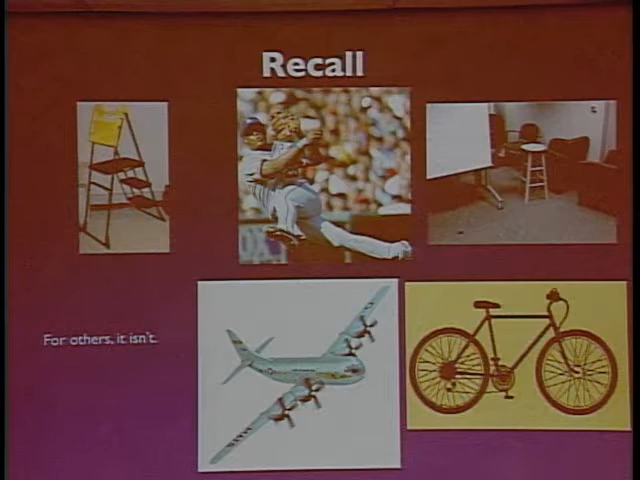 Recall
For others, it isn't.